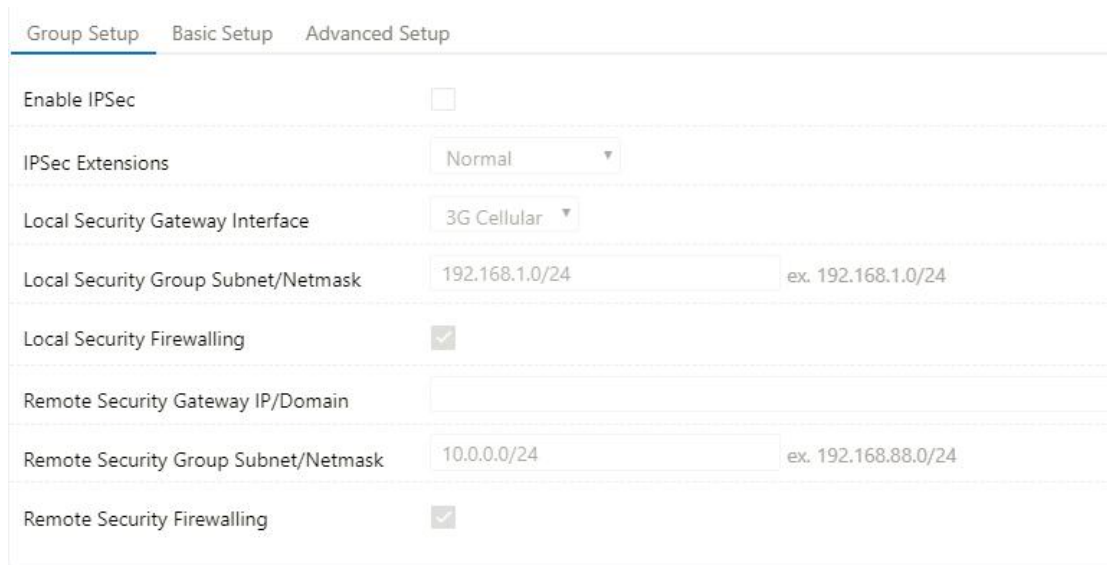 Group Setup Basic Setup Advanced Setup
Enable IPSec
IPSec Extensions Normal
Local Security Gateway Interface 3G Cellular
Local Security Group Subnet/Netmask 192.168.1.0/24 ex. 192.168.1.0/24
Local Security Firewalling
Remote Security Gateway IP/Domain
Remote Security Group Subnet/Netmask 10.0.0.0/24 ex. 192.168.88.0/24
Remote Security Firewalling